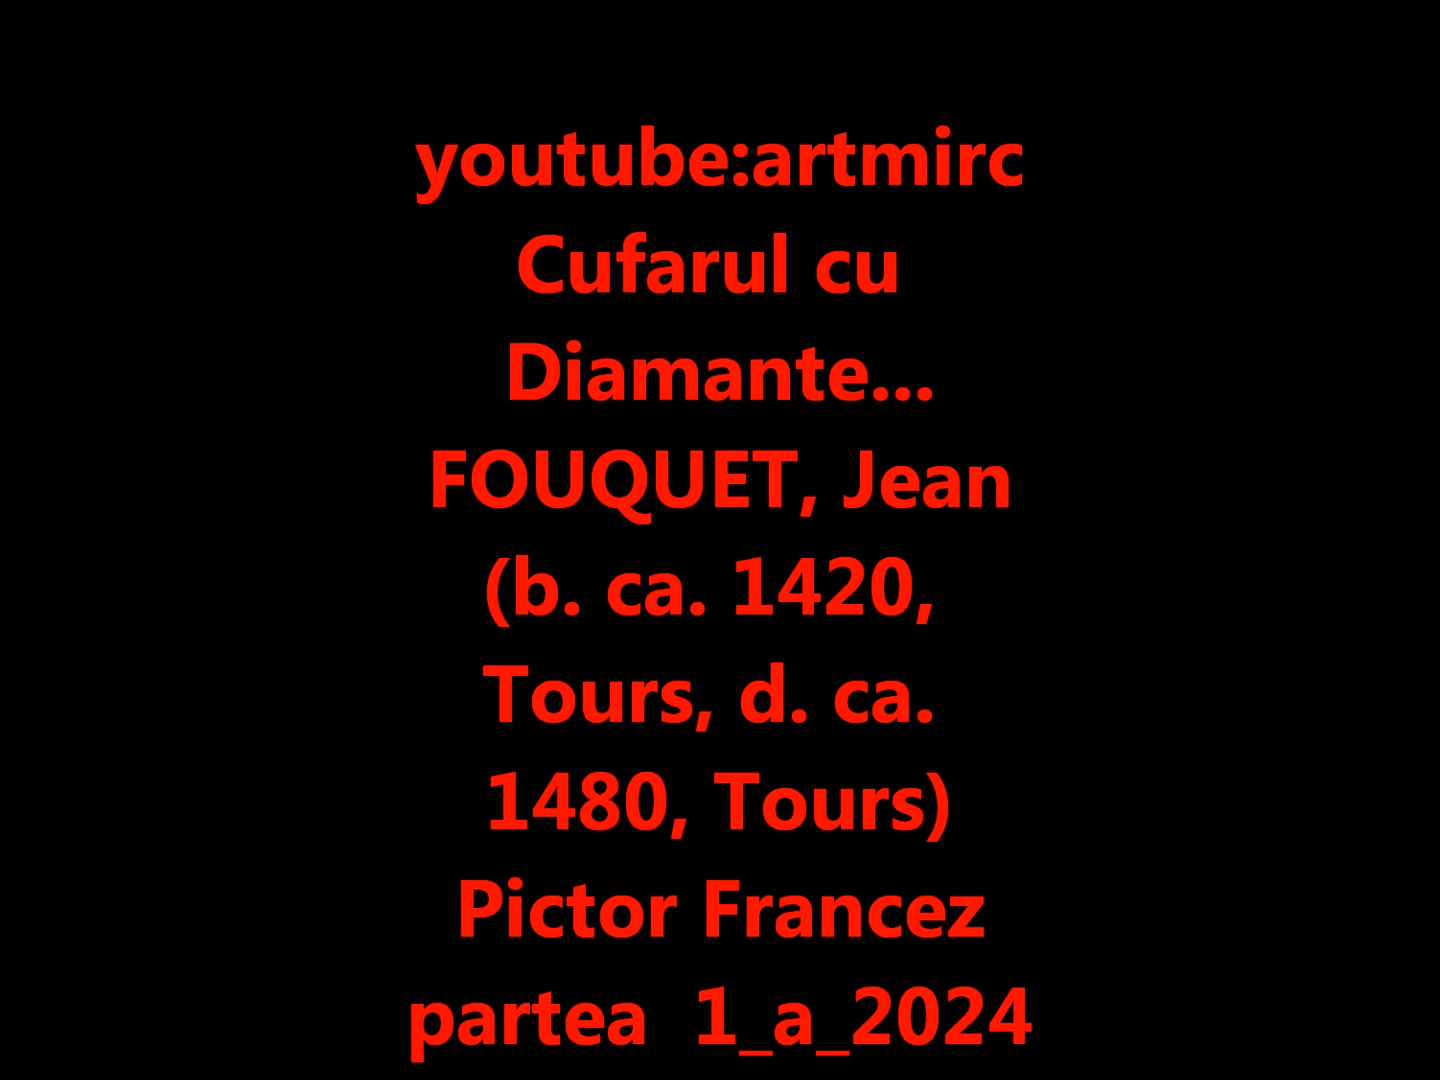 youtube:artmirc
Cufarul cu
Diamante...
FOUQUET, Jean
(b. ca. 1420,
Tours, d. ca.
1480, Tours)
Pictor Francez
partea  1_a_2024